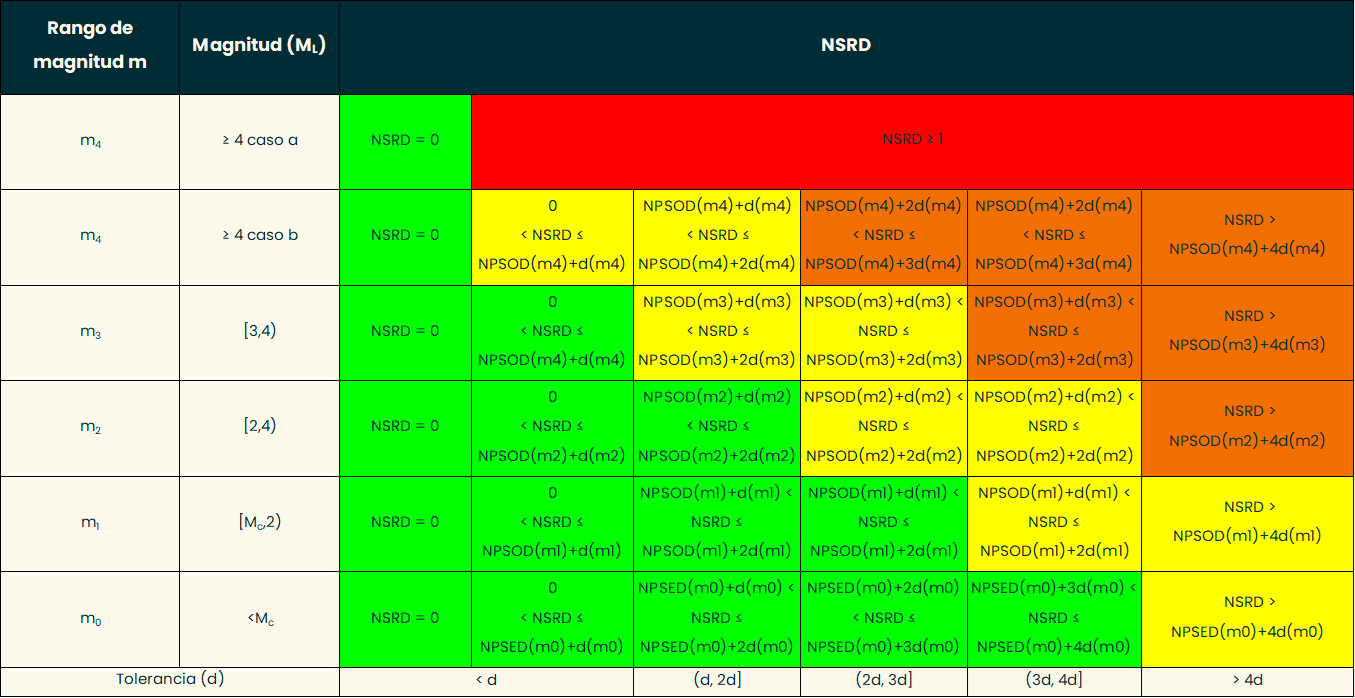 Rango de
magnitud m
Magnitud (M_L)
NSRD
m₄
≥ 4 caso a
NSRD = 0
NSRD ≥ 1
m₄
≥ 4 caso b
NSRD = 0
0
< NSRD ≤
NPSOD(m4)+d(m4)
NPSOD(m4)+d(m4)
< NSRD ≤
NPSOD(m4)+2d(m4)
NPSOD(m4)+2d(m4)
< NSRD ≤
NPSOD(m4)+3d(m4)
NPSOD(m4)+2d(m4)
< NSRD ≤
NPSOD(m4)+3d(m4)
NSRD >
NPSOD(m4)+4d(m4)
m₃
[3,4)
NSRD = 0
0
< NSRD ≤
NPSOD(m4)+d(m4)
NPSOD(m3)+d(m3)
< NSRD ≤
NPSOD(m3)+2d(m3)
NPSOD(m3)+d(m3) <
NSRD ≤
NPSOD(m3)+2d(m3)
NPSOD(m3)+d(m3) <
NSRD ≤
NPSOD(m3)+2d(m3)
NSRD >
NPSOD(m3)+4d(m3)
m₂
[2,4)
NSRD = 0
0
< NSRD ≤
NPSOD(m2)+d(m2)
NPSOD(m2)+d(m2)
< NSRD ≤
NPSOD(m2)+2d(m2)
NPSOD(m2)+d(m2) <
NSRD ≤
NPSOD(m2)+2d(m2)
NPSOD(m2)+d(m2) <
NSRD ≤
NPSOD(m2)+2d(m2)
NSRD >
NPSOD(m2)+4d(m2)
m₁
[M_c,2)
NSRD = 0
0
< NSRD ≤
NPSOD(m1)+d(m1)
NPSOD(m1)+d(m1) <
NSRD ≤
NPSOD(m1)+2d(m1)
NPSOD(m1)+d(m1) <
NSRD ≤
NPSOD(m1)+2d(m1)
NPSOD(m1)+d(m1) <
NSRD ≤
NPSOD(m1)+2d(m1)
NSRD >
NPSOD(m1)+4d(m1)
m₀
<M_c
NSRD = 0
0
< NSRD ≤
NPSED(m0)+d(m0)
NPSED(m0)+d(m0) <
NSRD ≤
NPSED(m0)+2d(m0)
NPSED(m0)+2d(m0)
< NSRD ≤
NPSED(m0)+3d(m0)
NPSED(m0)+3d(m0) <
NSRD ≤
NPSED(m0)+4d(m0)
NSRD >
NPSED(m0)+4d(m0)
Tolerancia (d)
< d
(d, 2d]
(2d, 3d]
(3d, 4d]
> 4d